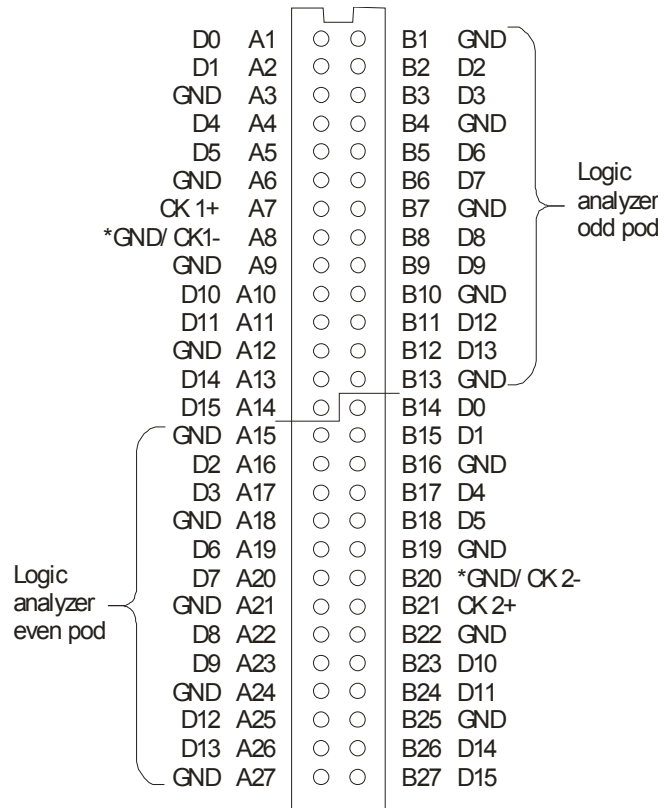 D0 A1 B1 GND
D1 A2 B2 D2
GND A3 B3 D3
D4 A4 B4 GND
D5 A5 B5 D6
GND A6 B6 D7
CK1+ A7 B7 GND
*GND/CK1- A8 B8 D8
GND A9 B9 D9
D10 A10 B10 GND
D11 A11 B11 D12
GND A12 B12 D13
D14 A13 B13 GND
D15 A14 B14 D0
GND A15 B15 D1
D2 A16 B16 GND
D3 A17 B17 D4
GND A18 B18 D5
D6 A19 B19 GND
D7 A20 B20 *GND/CK2-
GND A21 B21 CK2+
D8 A22 B22 GND
D9 A23 B23 D10
GND A24 B24 D11
D12 A25 B25 GND
D13 A26 B26 D14
GND A27 B27 D15
Logic
analyzer
odd pod
Logic
analyzer
even pod